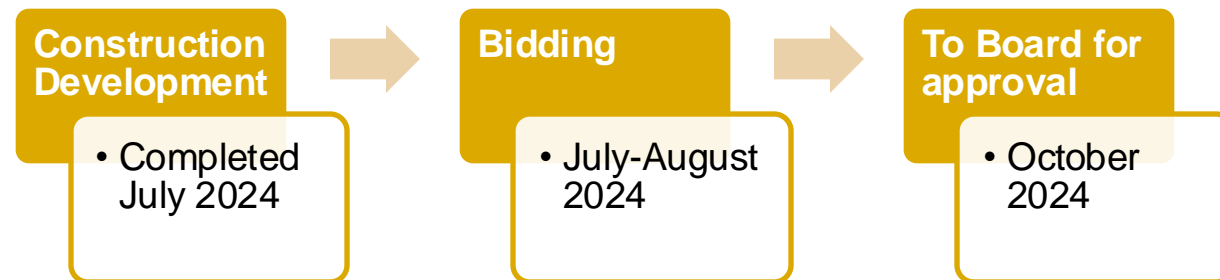 Construction
Development
• Completed
July 2024
Bidding
• July-August
2024
To Board for
approval
• October
2024